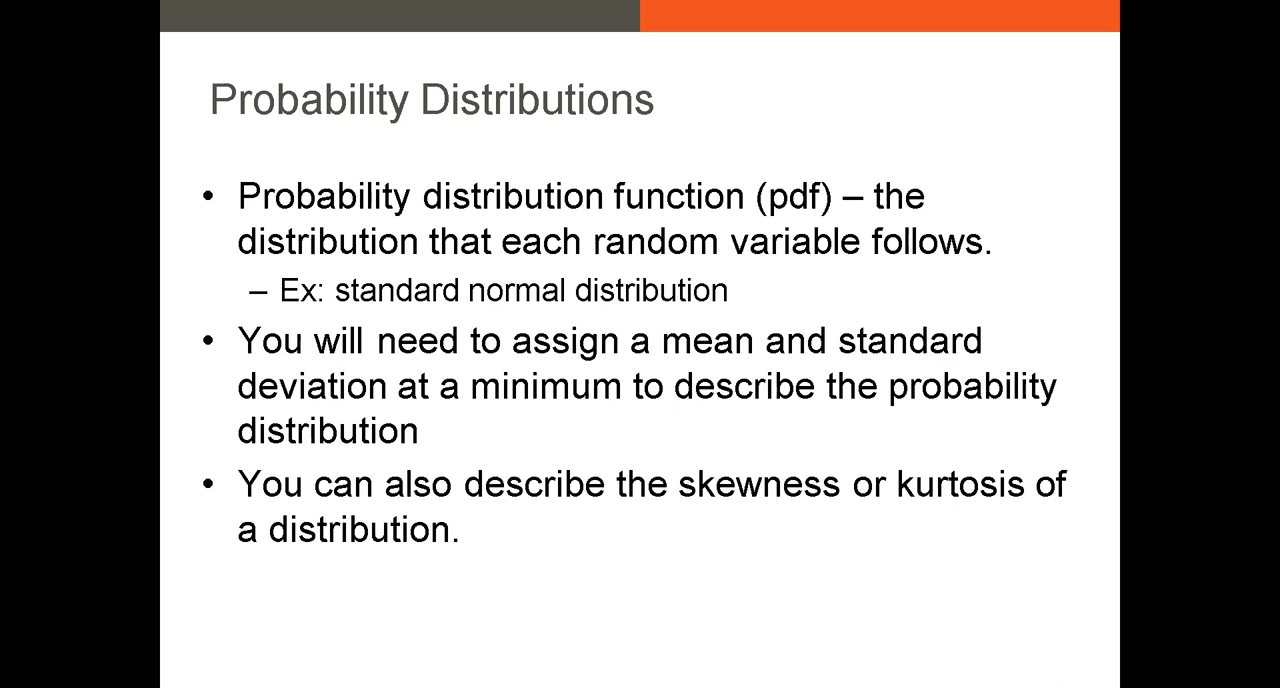 Probability Distributions
• Probability distribution function (pdf) – the
distribution that each random variable follows.
– Ex: standard normal distribution
• You will need to assign a mean and standard
deviation at a minimum to describe the probability
distribution
• You can also describe the skewness or kurtosis of
a distribution.